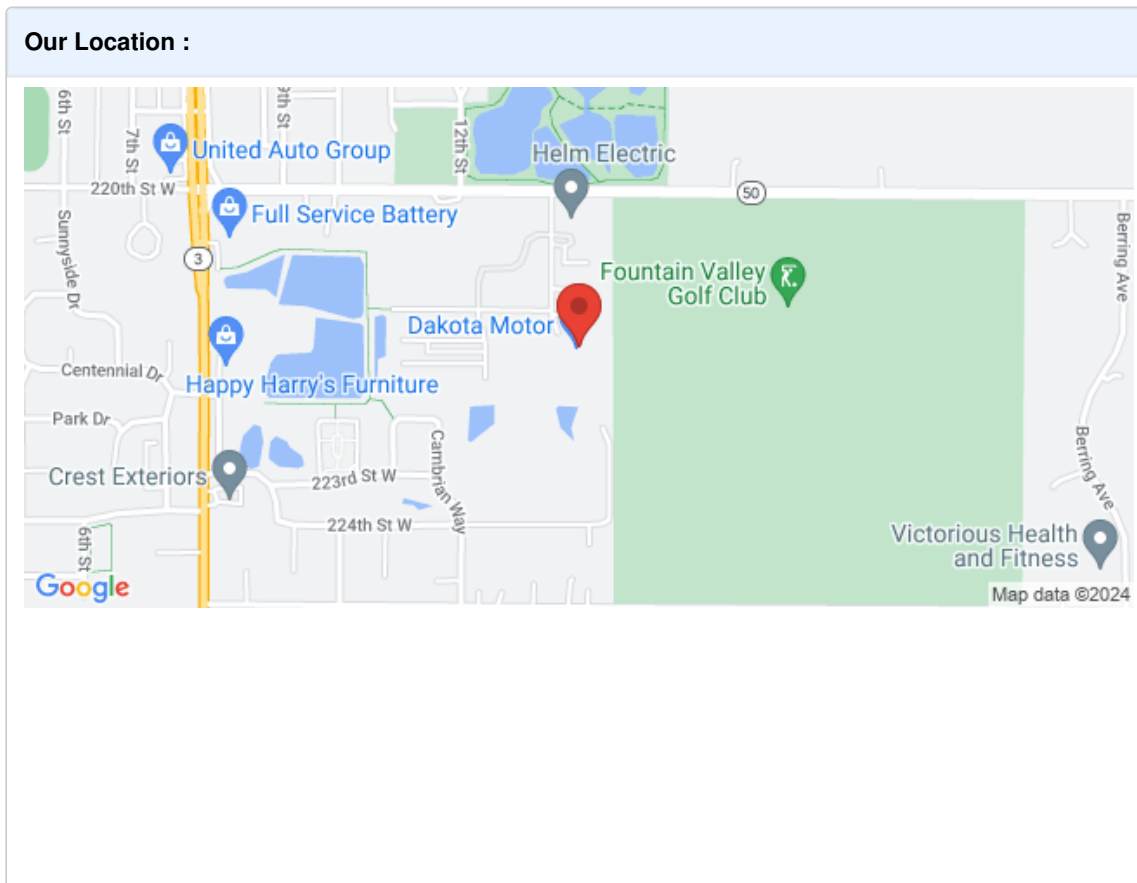 Our Location :
6th St
7th St
9th St
12th St
United Auto Group
Helm Electric
220th St W
50
Full Service Battery
Sunnyside Dr
Berring Ave
3
Fountain Valley
Golf Club
Dakota Motor
Centennial Dr
Happy Harry's Furniture
Park Dr
Cambrian Way
Berring Ave
Crest Exteriors
223rd St W
224th St W
6th St
Victorious Health
and Fitness
Google
Map data ©2024